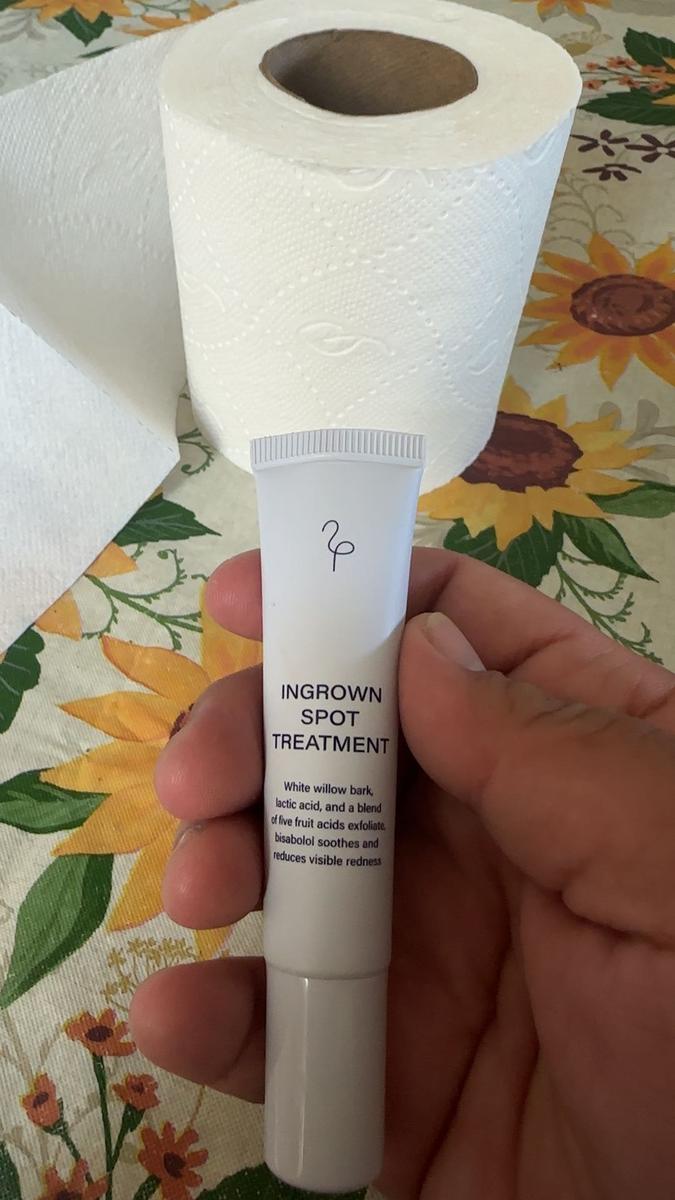 INGROWN
SPOT
TREATMENT
White willow bark,
lactic acid, and a blend
of five fruit acids exfoliate,
bisabolol soothes and
reduces visible redness